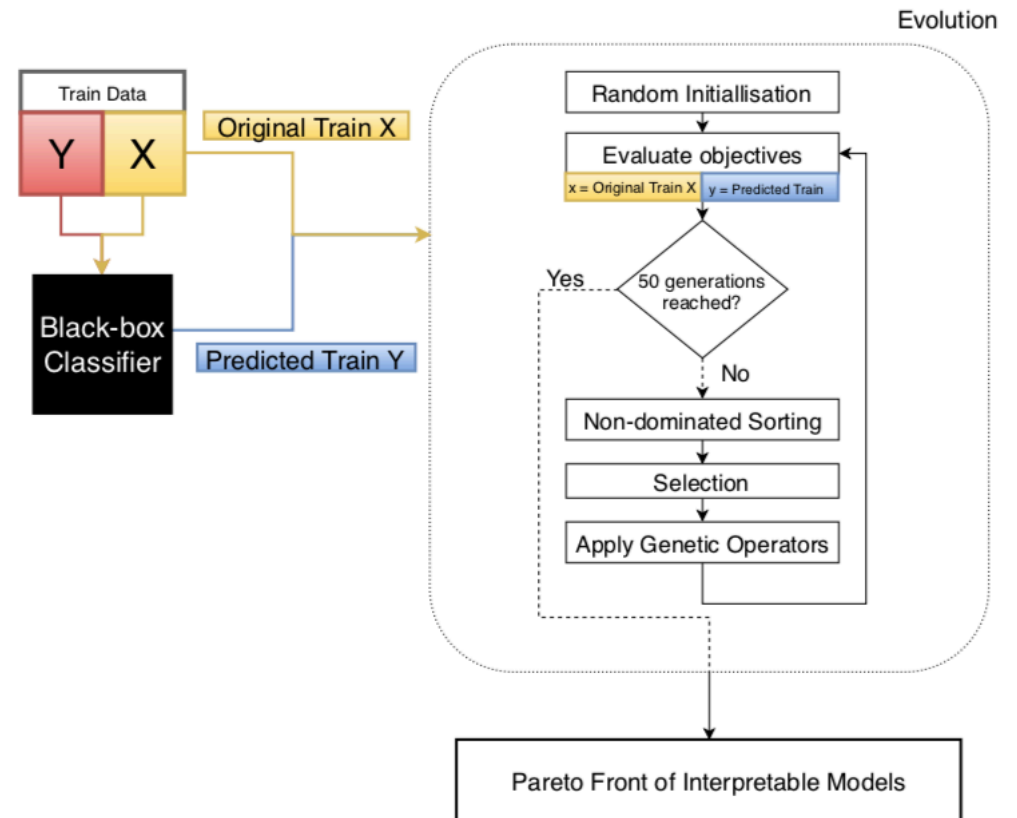 Evolution
Train Data
Y
X
Original Train X
Black-box
Classifier
Predicted Train Y
Random Initiallisation
Evaluate objectives
x = Original Train X
y = Predicted Train
50 generations
reached?
Yes
No
Non-dominated Sorting
Selection
Apply Genetic Operators
Pareto Front of Interpretable Models